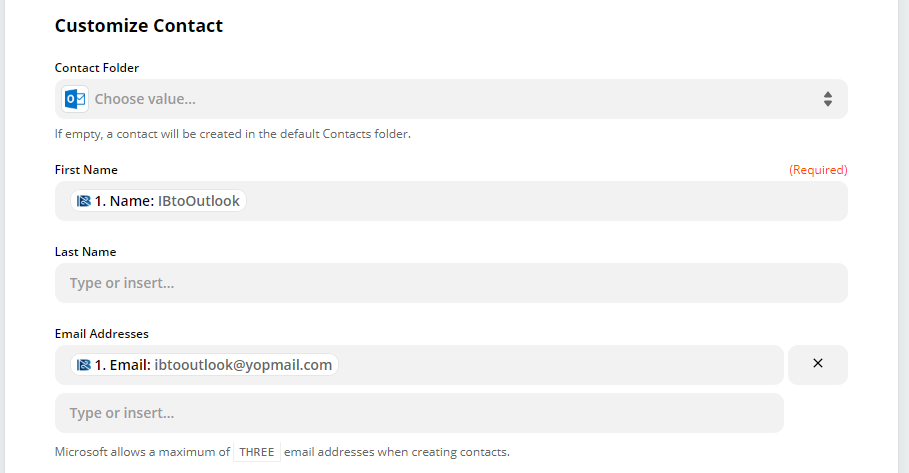 Customize Contact
Contact Folder
Choose value...
If empty, a contact will be created in the default Contacts folder.
First Name (Required)
1. Name: IBtoOutlook
Last Name
Type or insert...
Email Addresses
1. Email: ibtooutlook@yopmail.com
Type or insert...
Microsoft allows a maximum of THREE email addresses when creating contacts.